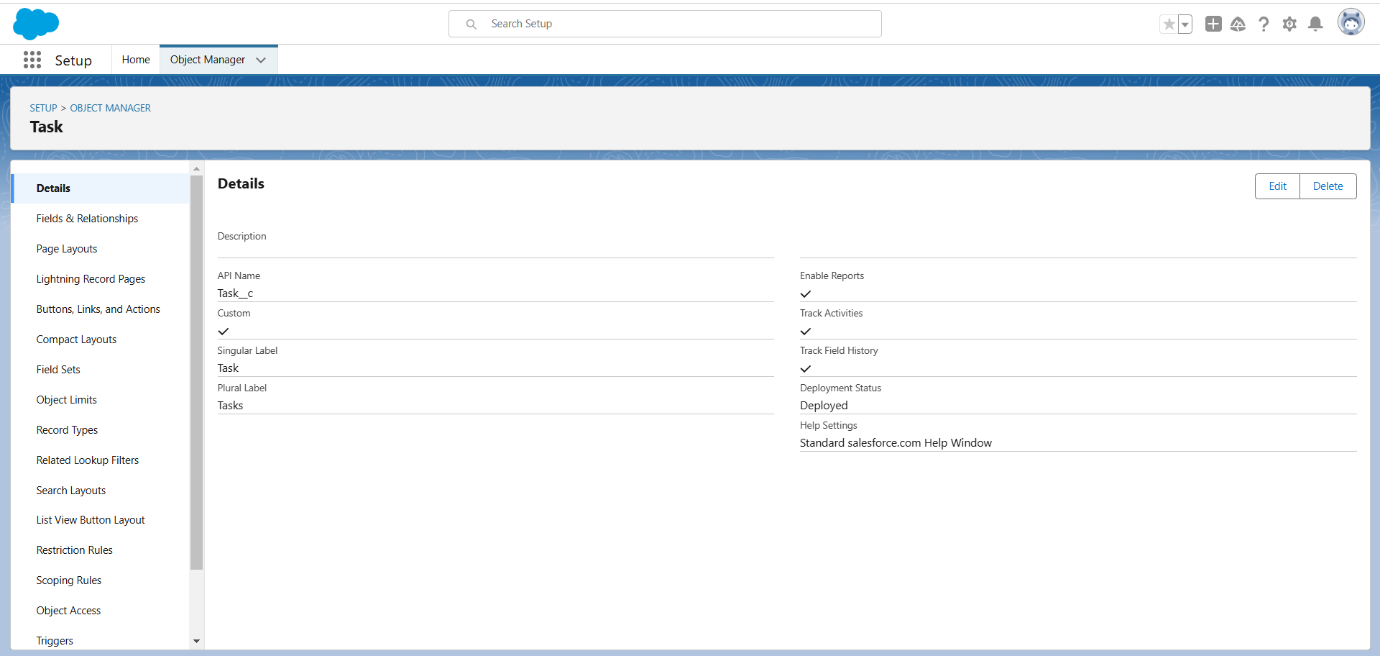 Search Setup
Setup
Home
Object Manager
SETUP > OBJECT MANAGER
Task
Details
Fields & Relationships
Page Layouts
Lightning Record Pages
Buttons, Links, and Actions
Compact Layouts
Field Sets
Object Limits
Record Types
Related Lookup Filters
Search Layouts
List View Button Layout
Restriction Rules
Scoping Rules
Object Access
Triggers
Details
Edit
Delete
Description
API Name
Task__c
Custom
Singular Label
Task
Plural Label
Tasks
Enable Reports
Track Activities
Track Field History
Deployment Status
Deployed
Help Settings
Standard salesforce.com Help Window